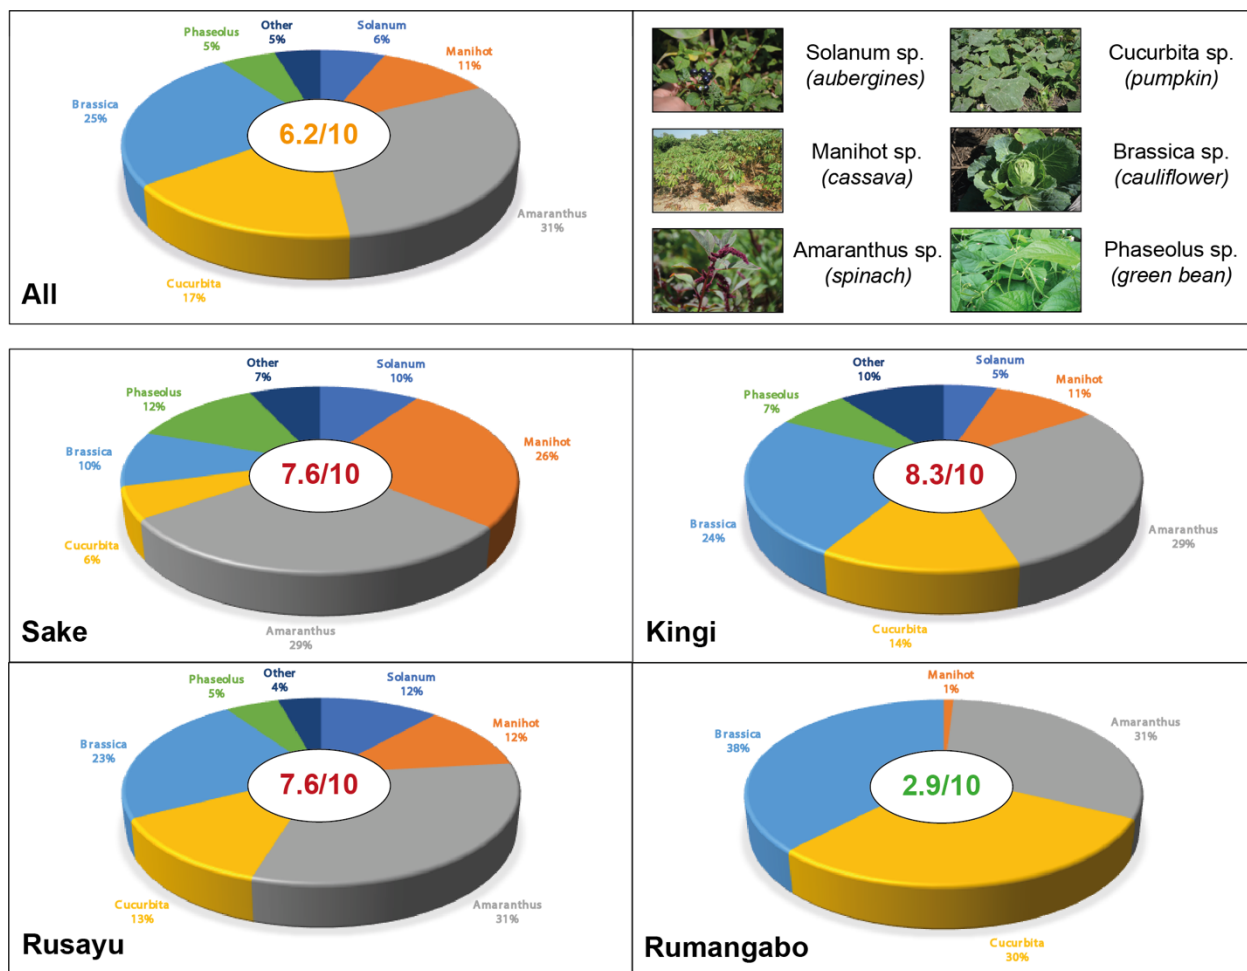 Other
5%
Solanum
6%
Phaseolus
5%
Manihot
11%
Brassica
25%
6.2/10
Amaranthus
31%
Cucurbita
17%
All
Solanum sp.
(aubergines)
Cucurbita sp.
(pumpkin)
Manihot sp.
(cassava)
Brassica sp.
(cauliflower)
Amaranthus sp.
(spinach)
Phaseolus sp.
(green bean)
Other
7%
Solanum
10%
Phaseolus
12%
Manihot
26%
Brassica
10%
7.6/10
Cucurbita
6%
Amaranthus
29%
Sake
Other
10%
Solanum
5%
Manihot
11%
Phaseolus
7%
8.3/10
Brassica
24%
Amaranthus
29%
Cucurbita
14%
Kingi
Phaseolus
5%
Other
4%
Solanum
12%
Manihot
12%
Brassica
23%
7.6/10
Cucurbita
13%
Amaranthus
31%
Rusayu
Manihot
1%
Amaranthus
31%
Brassica
38%
2.9/10
Cucurbita
30%
Rumangabo